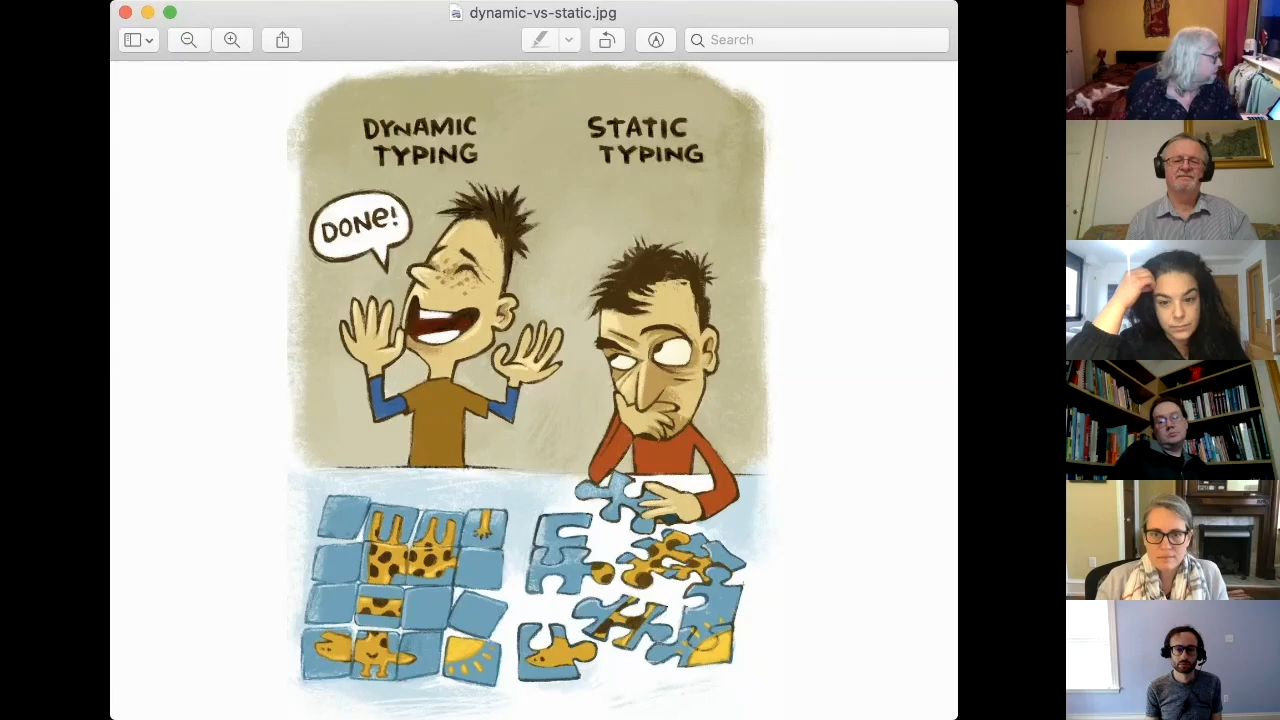 dynamic-vs-static.jpg
Search
DYNAMIC
TYPING
STATIC
TYPING
DONE!